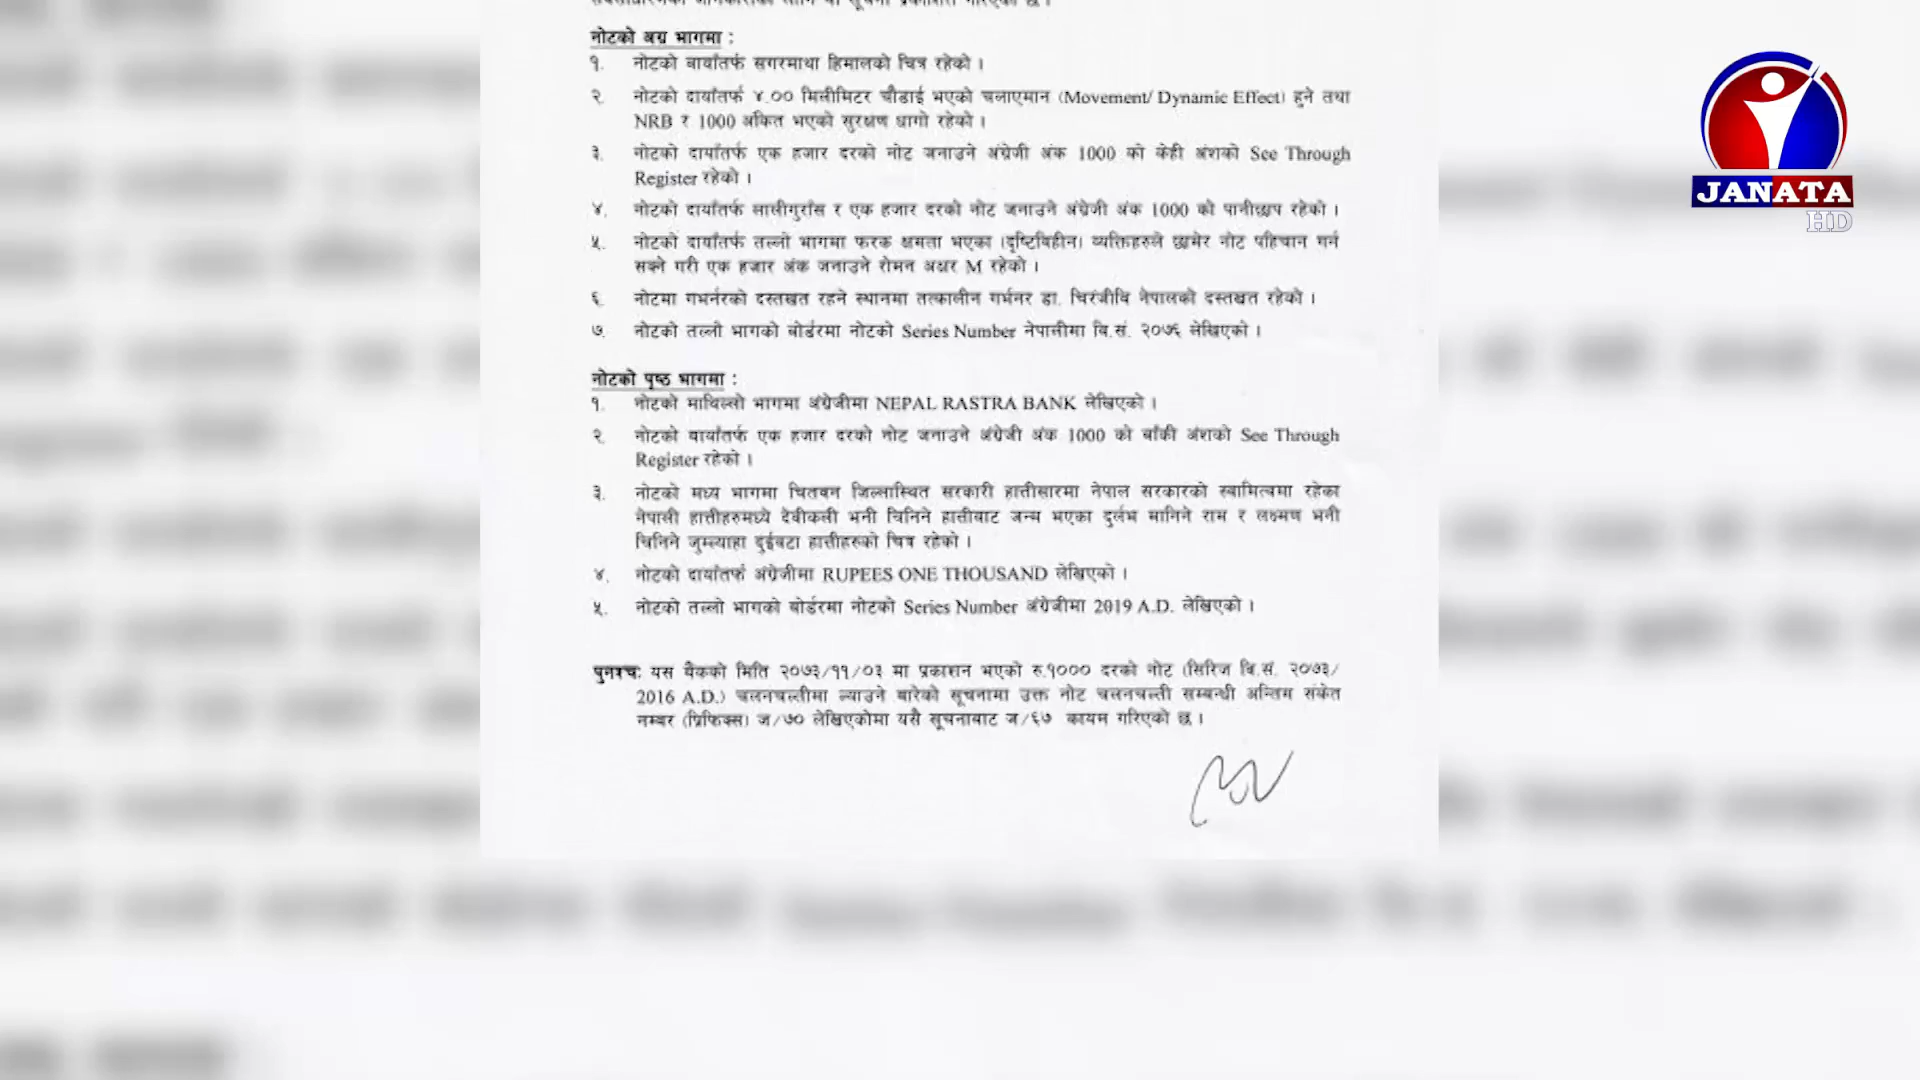 नोटको अग्र भागमा :
१. नोटको बायाँतर्फ सगरमाथा हिमालको चित्र रहेको ।
२. नोटको दायाँतर्फ ४.०० मिलीमिटर चौडाई भएको चलाएमान (Movement/ Dynamic Effect) हुने तथा
NRB र 1000 अंकित भएको सुरक्षण धागो रहेको ।
३. नोटको दायाँतर्फ एक हजार दरको नोट जनाउने अंग्रेजी अंक 1000 को केही अंशको See Through
Register रहेको ।
४. नोटको दायाँतर्फ लालीगुराँस र एक हजार दरको नोट जनाउने अंग्रेजी अंक 1000 को पानीछाप रहेको ।
५. नोटको दायाँतर्फ तल्लो भागमा फरक क्षमता भएका (दृष्टिविहीन) व्यक्तिहरुले छामेर नोट पहिचान गर्न
सक्ने गरी एक हजार अंक जनाउने रोमन अक्षर M रहेको ।
६. नोटमा गभर्नरको दस्तखत रहने स्थानमा तत्कालीन गर्भनर डा. चिरंजीवि नेपालको दस्तखत रहेको ।
७. नोटको तल्लो भागको बोर्डरमा नोटको Series Number नेपालीमा बि.सं. २०७६ लेखिएको ।
नोटको पृष्ठ भागमा :
१. नोटको माथिल्लो भागमा अंग्रेजीमा NEPAL RASTRA BANK लेखिएको ।
२. नोटको बायाँतर्फ एक हजार दरको नोट जनाउने अंग्रेजी अंक 1000 को बाँकी अंशको See Through
Register रहेको ।
३. नोटको मध्य भागमा चितवन जिल्लास्थित सरकारी हात्तीसारमा नेपाल सरकारको स्वामित्वमा रहेका
नेपाली हात्तीहरुमध्ये देवीकली भनी चिनिने हात्तीबाट जन्म भएका दुर्लभ मानिने राम र लक्ष्मण भनी
चिनिने जुम्ल्याहा दुईवटा हात्तीहरुको चित्र रहेको ।
४. नोटको दायाँतर्फ अंग्रेजीमा RUPEES ONE THOUSAND लेखिएको ।
५. नोटको तल्लो भागको बोर्डरमा नोटको Series Number अंग्रेजीमा 2019 A.D. लेखिएको ।
पुनश्चः यस बैंकको मिति २०७३/११/०३ मा प्रकाशन भएको रु.१००० दरको नोट (सिरिज बि.सं. २०७३/
2016 A.D.) चलनचल्तीमा ल्याउने बारेको सूचनामा उक्त नोट चलनचल्ती सम्बन्धी अन्तिम संकेत
नम्बर (प्रिफिक्स) ज/७० लेखिएकोमा यसै सूचनाबाट ज/६७ कायम गरिएको छ ।
JANATA
HD